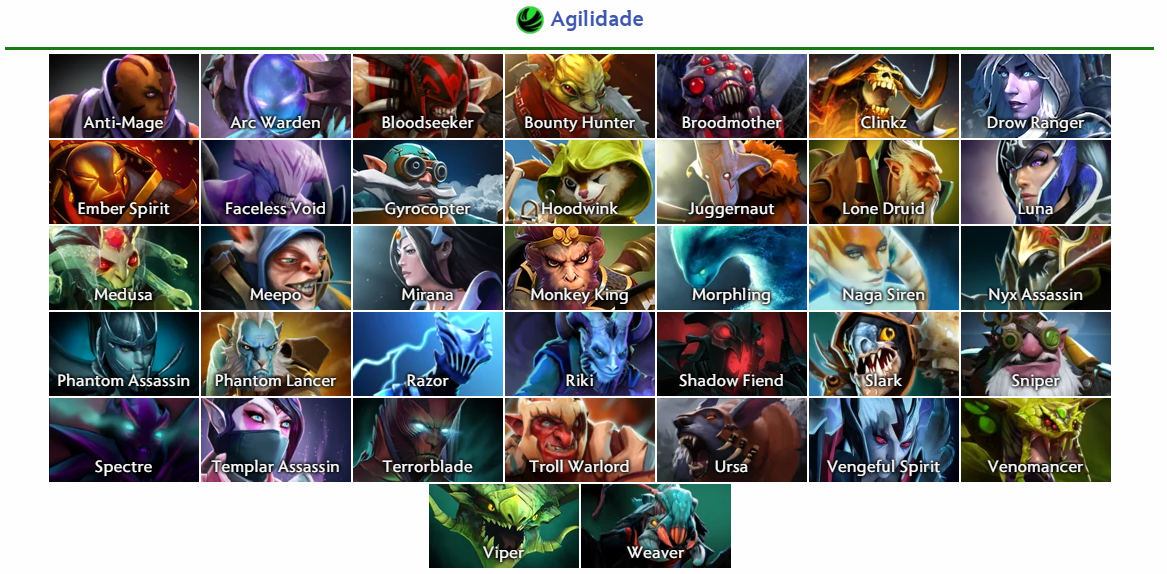 Agilidade
Anti-Mage Arc Warden Bloodseeker Bounty Hunter Broodmother Clinkz Drow Ranger
Ember Spirit Faceless Void Gyrocopter Hoodwink Juggernaut Lone Druid Luna
Medusa Meepo Mirana Monkey King Morphling Naga Siren Nyx Assassin
Phantom Assassin Phantom Lancer Razor Riki Shadow Fiend Slark Sniper
Spectre Templar Assassin Terrorblade Troll Warlord Ursa Vengeful Spirit Venomancer
Viper Weaver